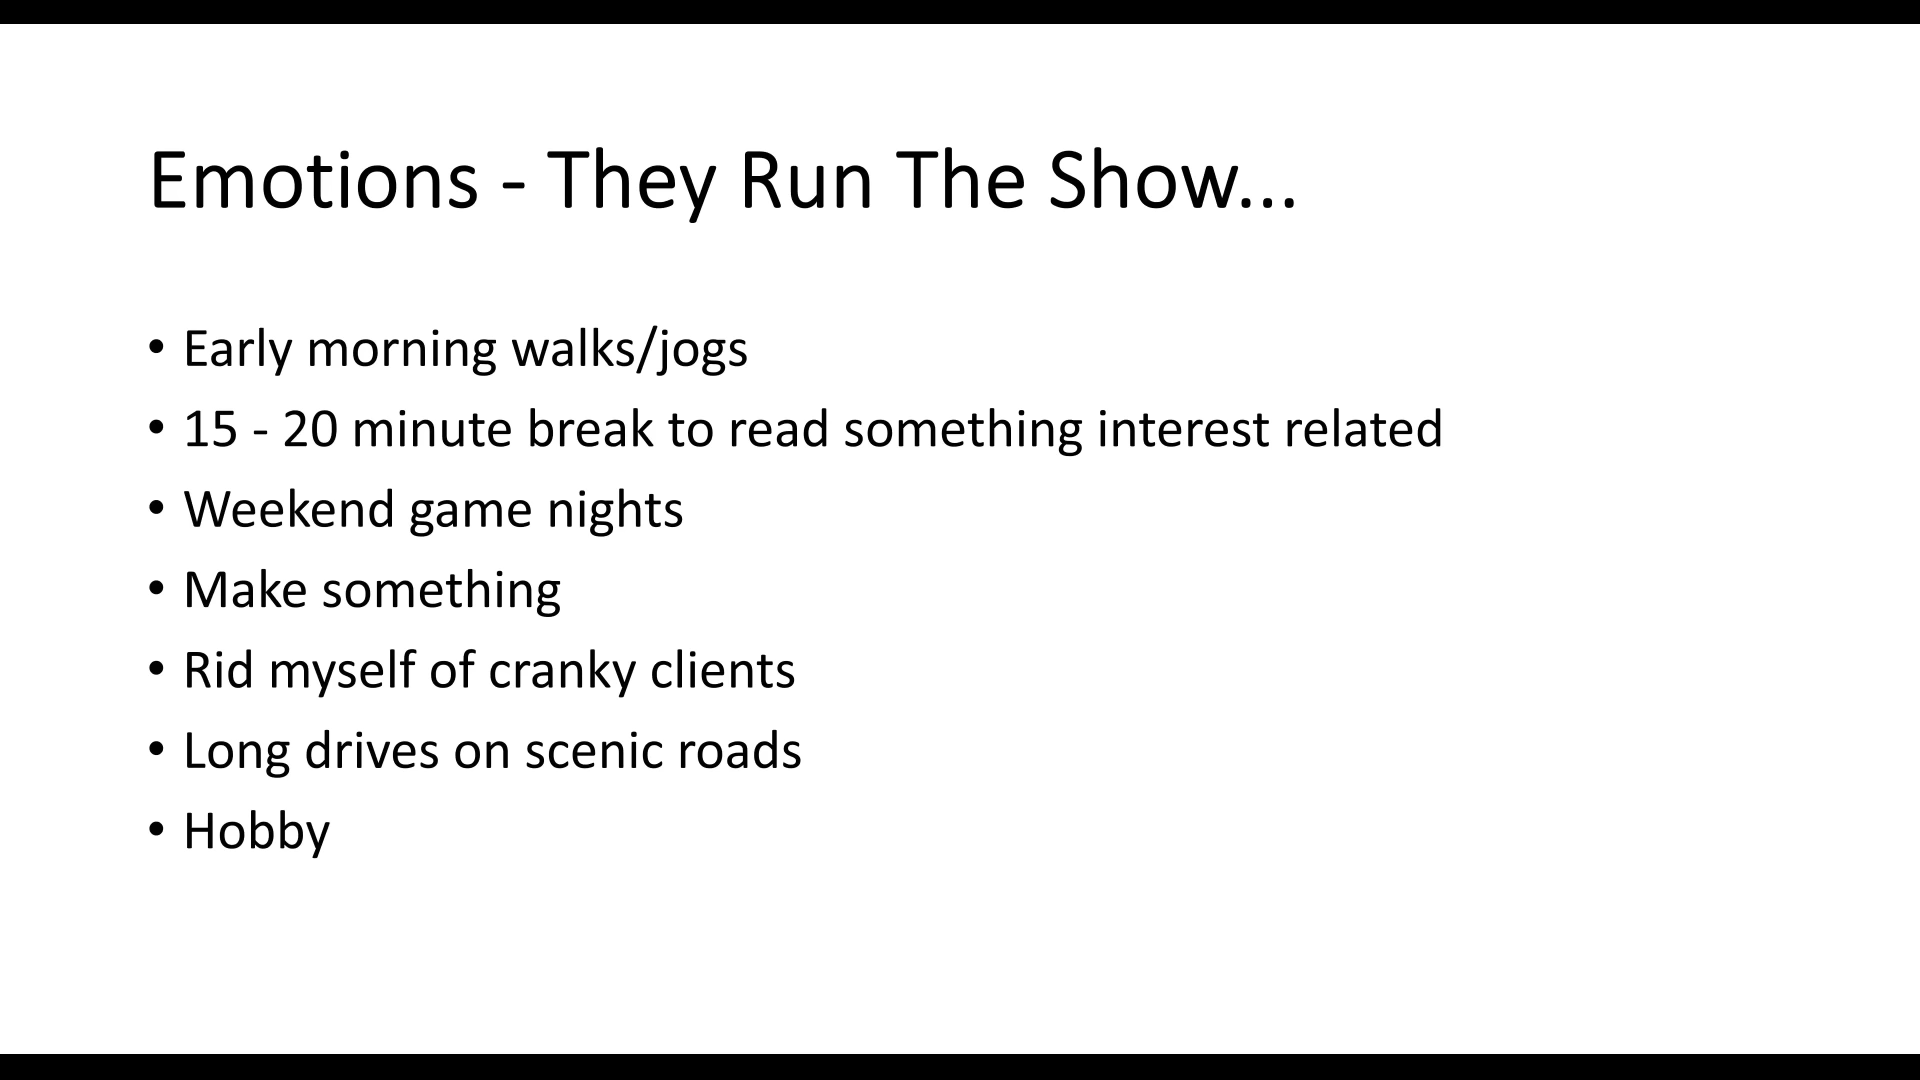 Emotions - They Run The Show...
• Early morning walks/jogs
• 15 - 20 minute break to read something interest related
• Weekend game nights
• Make something
• Rid myself of cranky clients
• Long drives on scenic roads
• Hobby